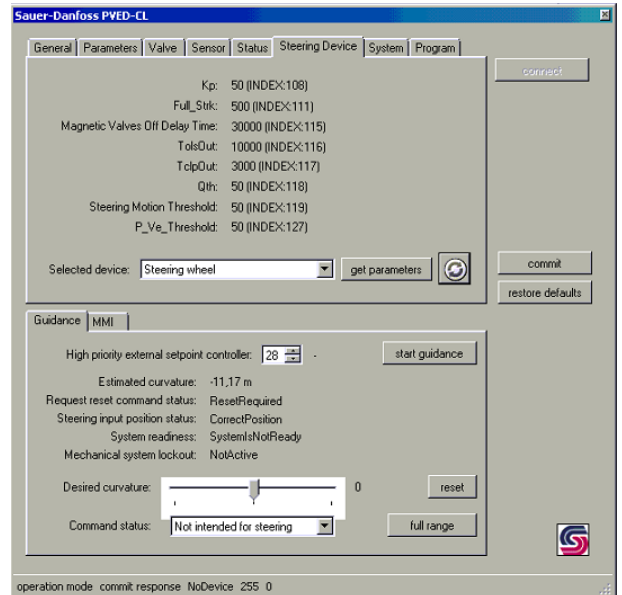 Sauer-Danfoss PVED-CL
General Parameters Valve Sensor Status Steering Device System Program
connect
Kp: 50 (INDEX:108)
Full_Strk: 500 (INDEX:111)
Magnetic Valves Off Delay Time: 30000 (INDEX:115)
TolsOut: 10000 (INDEX:116)
TclpOut: 3000 (INDEX:117)
Qth: 50 (INDEX:118)
Steering Motion Threshold: 50 (INDEX:119)
P_Ve_Threshold: 50 (INDEX:127)
Selected device: Steering wheel get parameters
commit
restore defaults
Guidance MMI
High priority external setpoint controller: 28 - start guidance
Estimated curvature: -11,17 m
Request reset command status: ResetRequired
Steering input position status: CorrectPosition
System readiness: SystemIsNotReady
Mechanical system lockout: NotActive
Desired curvature: 0 reset
Command status: Not intended for steering full range
operation mode commit response NoDevice 255 0